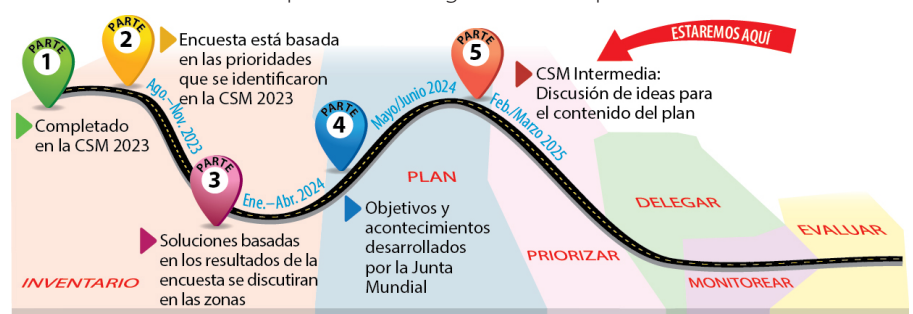 PARTE
1
Completado
en la CSM 2023
PARTE
2
Encuesta está basada
en las prioridades
que se identificaron
en la CSM 2023
Ago.–Nov. 2023
PARTE
3
Soluciones basadas
en los resultados de la
encuesta se discutiran
en las zonas
Ene.–Abr. 2024
PARTE
4
Objetivos y
acontecimientos
desarrollados
por la Junta
Mundial
Mayo/Junio 2024
PARTE
5
CSM Intermedia:
Discusión de ideas para
el contenido del plan
ESTAREMOS AQUÍ
Feb./Marzo 2025
INVENTARIO
PLAN
PRIORIZAR
DELEGAR
MONITOREAR
EVALUAR